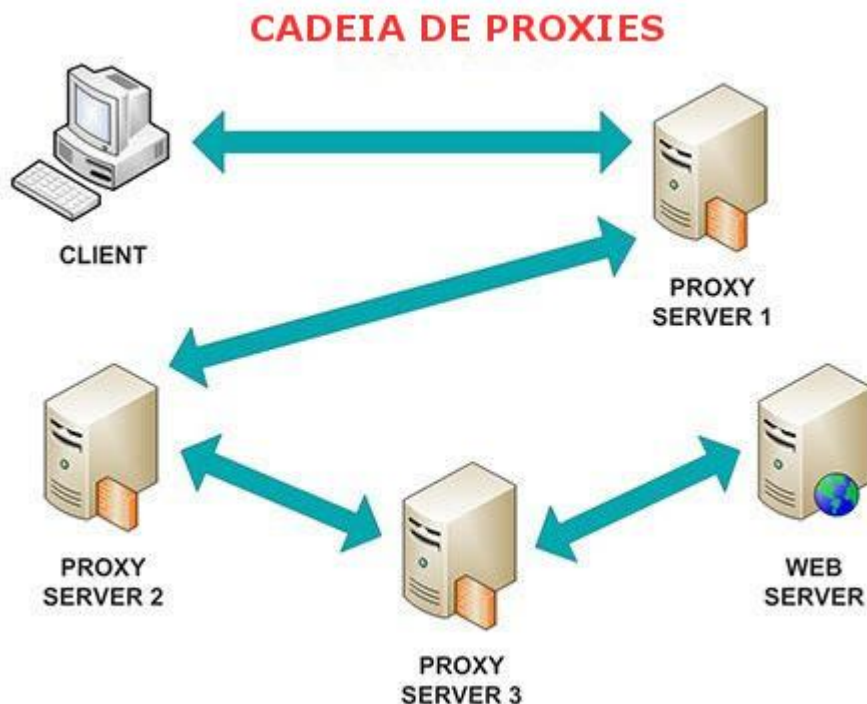 CADEIA DE PROXIES
CLIENT
PROXY
SERVER 1
PROXY
SERVER 2
WEB
SERVER
PROXY
SERVER 3